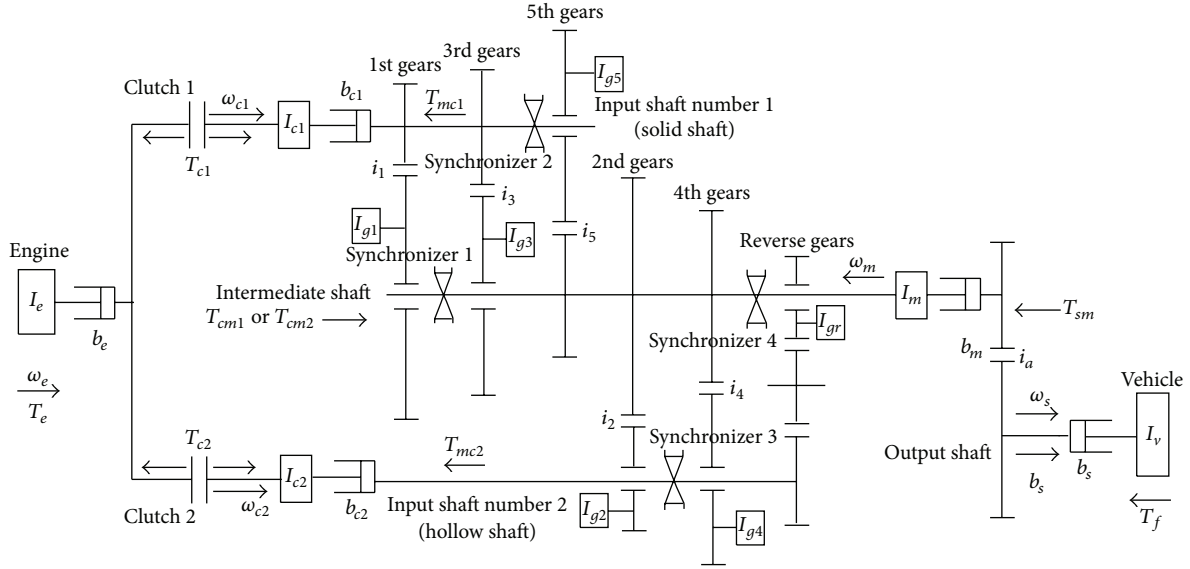 5th gears
3rd gears
1st gears
I_g5
Clutch 1
ω_c1
b_c1
T_mc1
I_c1
Input shaft number 1
(solid shaft)
T_c1
Synchronizer 2
2nd gears
i_1
i_3
4th gears
I_g1
I_g3
i_5
Reverse gears
Engine
Synchronizer 1
ω_m
I_e
Intermediate shaft
I_m
T_cm1 or T_cm2
T_sm
b_e
I_gr
Synchronizer 4
b_m
i_a
ω_e
T_e
i_4
Vehicle
ω_s
i_2
T_c2
T_mc2
Synchronizer 3
I_v
Output shaft
I_c2
b_s
b_s
ω_c2
b_c2
Input shaft number 2
(hollow shaft)
I_g2
I_g4
Clutch 2
T_f